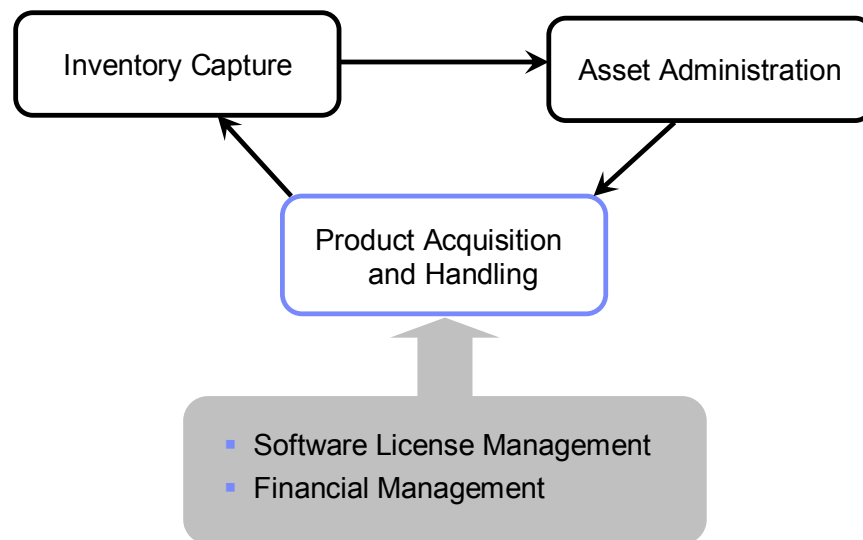 Inventory Capture
Asset Administration
Product Acquisition
and Handling
▪ Software License Management
▪ Financial Management